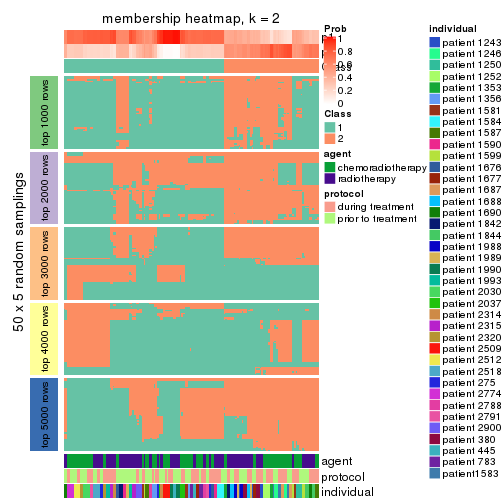 membership heatmap, k = 2
50 x 5 random samplings
top 1000 rows
top 2000 rows
top 3000 rows
top 4000 rows
top 5000 rows
agent
protocol
individual
Prob
1
0.8
0.6
0.4
0.2
0
Class
1
2
agent
chemoradiotherapy
radiotherapy
protocol
during treatment
prior to treatment
individual
patient 1243
patient 1246
patient 1250
patient 1252
patient 1353
patient 1356
patient 1581
patient 1584
patient 1587
patient 1590
patient 1599
patient 1676
patient 1677
patient 1687
patient 1688
patient 1690
patient 1842
patient 1844
patient 1988
patient 1989
patient 1990
patient 1993
patient 2030
patient 2037
patient 2314
patient 2315
patient 2320
patient 2509
patient 2512
patient 2518
patient 275
patient 2774
patient 2788
patient 2791
patient 2900
patient 380
patient 445
patient 783
patient1583